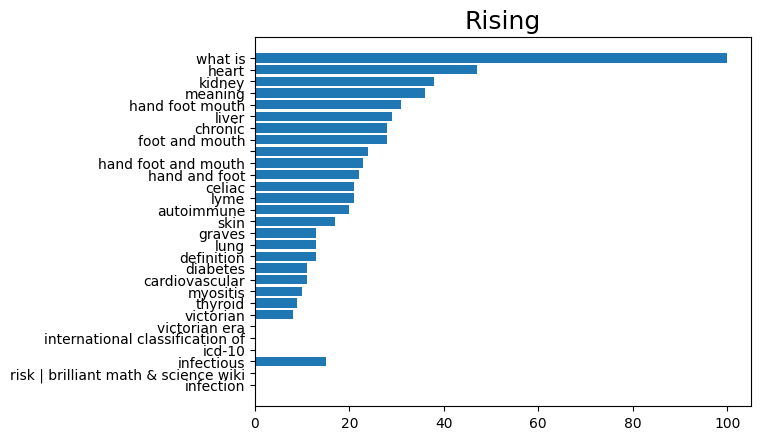 Rising
what is
heart
kidney
meaning
hand foot mouth
liver
chronic
foot and mouth
hand foot and mouth
hand and foot
celiac
lyme
autoimmune
skin
graves
lung
definition
diabetes
cardiovascular
myositis
thyroid
victorian
victorian era
international classification of
icd-10
infectious
risk | brilliant math & science wiki
infection
0 20 40 60 80 100